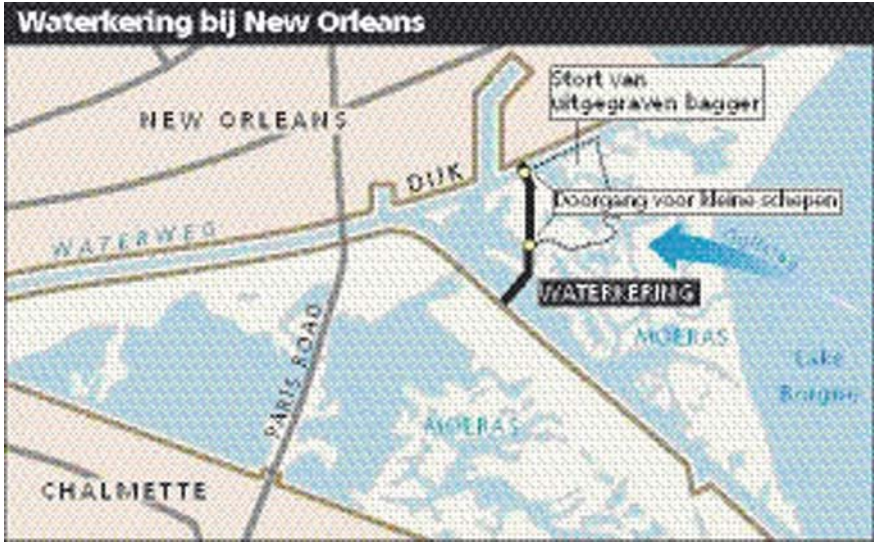 Waterkering bij New Orleans
Stort van
uitgegraven bagger
NEW ORLEANS
DIJK
Doorgang voor kleine schepen
WATERWEG
WATERKERING
MOERAS
Lake
Borgne
PARIS ROAD
MOERAS
CHALMETTE